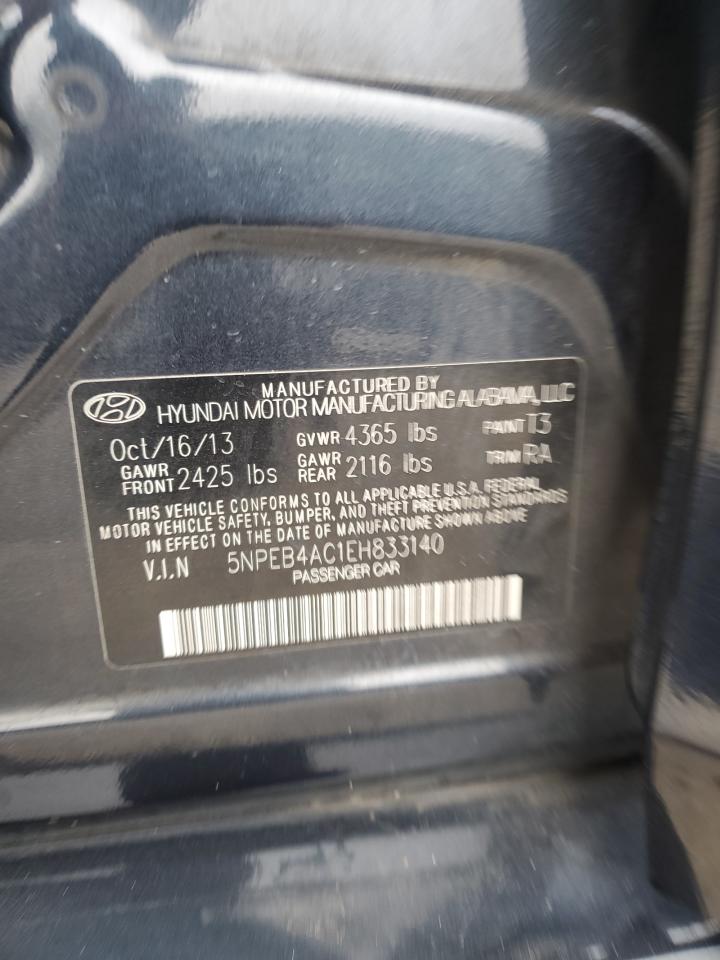 MANUFACTURED BY
HYUNDAI MOTOR MANUFACTURING ALABAMA, LLC
Oct/16/13 GVWR 4365 lbs PAINT T3
GAWR FRONT 2425 lbs GAWR REAR 2116 lbs TRIM RA
THIS VEHICLE CONFORMS TO ALL APPLICABLE U.S.A. FEDERAL
MOTOR VEHICLE SAFETY, BUMPER, AND THEFT PREVENTION STANDARDS
IN EFFECT ON THE DATE OF MANUFACTURE SHOWN ABOVE
V.I.N 5NPEB4AC1EH833140
PASSENGER CAR